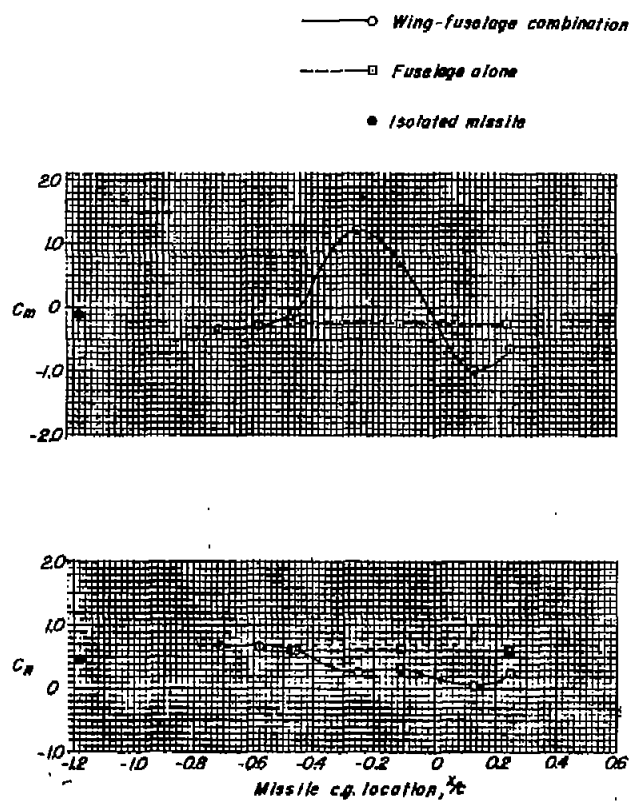 Wing-fuselage combination
Fuselage alone
Isolated missile
2.0
1.0
Cm
0
-1.0
-2.0
2.0
1.0
Cn
0
-1.0
-1.2 -1.0 -0.8 -0.6 -0.4 -0.2 0 0.2 0.4 0.6
Missile c.g. location, x/c